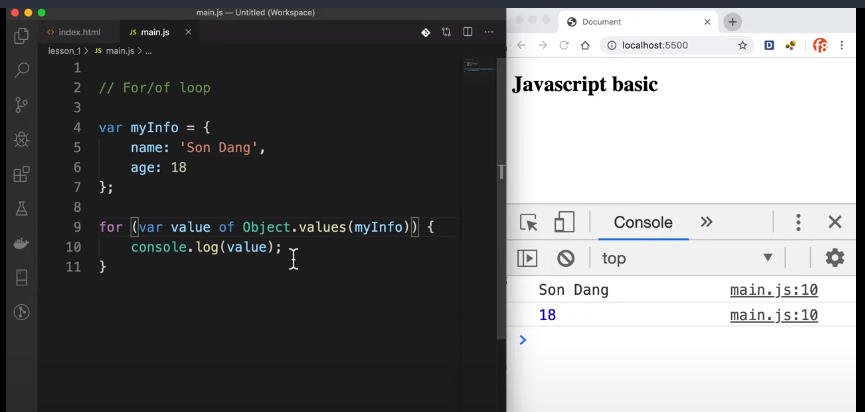 main.js — Untitled (Workspace)
index.html
JS main.js
lesson_1 > JS main.js > ...
1
2 // For/of loop
3
4 var myInfo = {
5 name: 'Son Dang',
6 age: 18
7 };
8
9 for (var value of Object.values(myInfo)) {
10 console.log(value);
11 }
Document
localhost:5500
Javascript basic
Console
top
Son Dang main.js:10
18 main.js:10